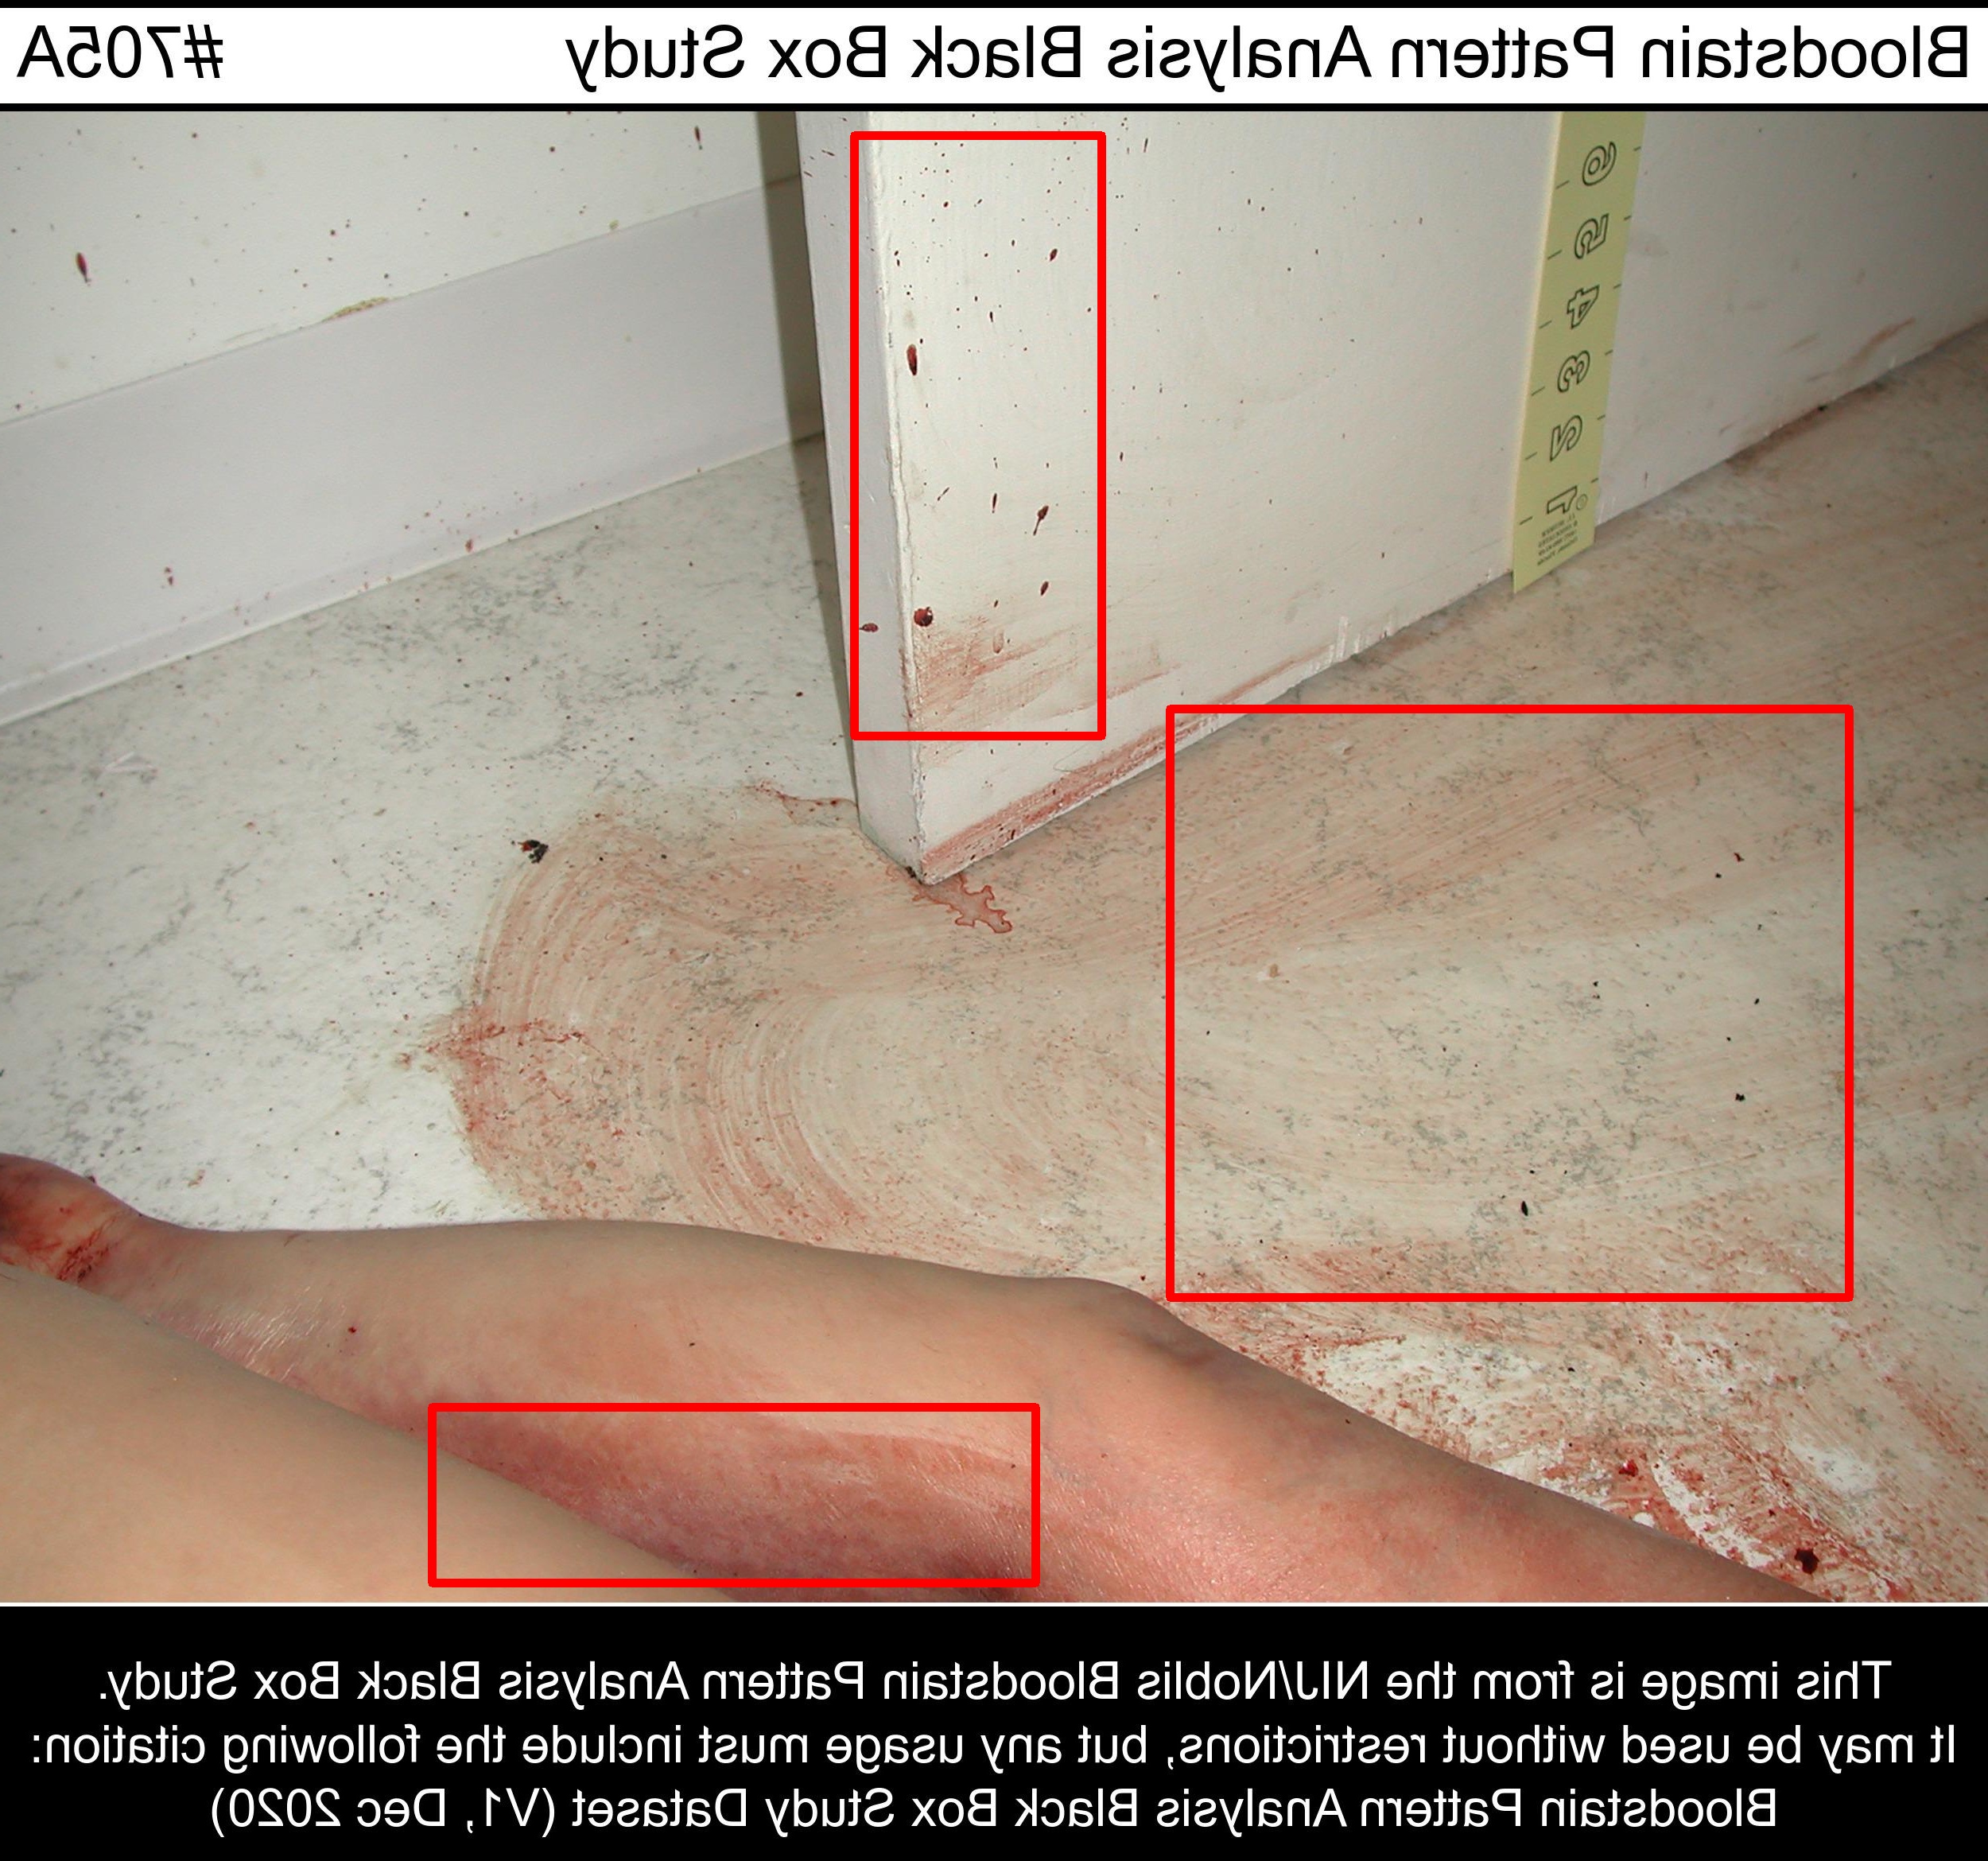 Bloodstain Pattern Analysis Black Box Study #705A
6
5
4
3
2
1
This image is from the NIJ/Noblis Bloodstain Pattern Analysis Black Box Study.
It may be used without restrictions, but any usage must include the following citation:
Bloodstain Pattern Analysis Black Box Study Dataset (V1, Dec 2020)